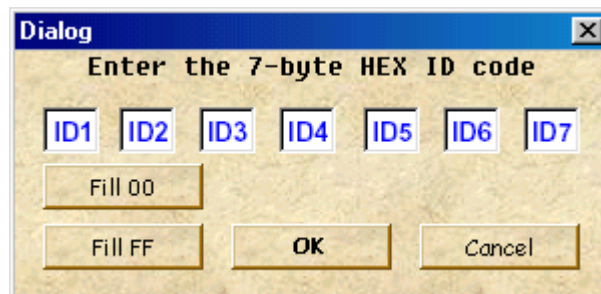 Dialog
Enter the 7-byte HEX ID code
ID1 ID2 ID3 ID4 ID5 ID6 ID7
Fill 00
Fill FF OK Cancel